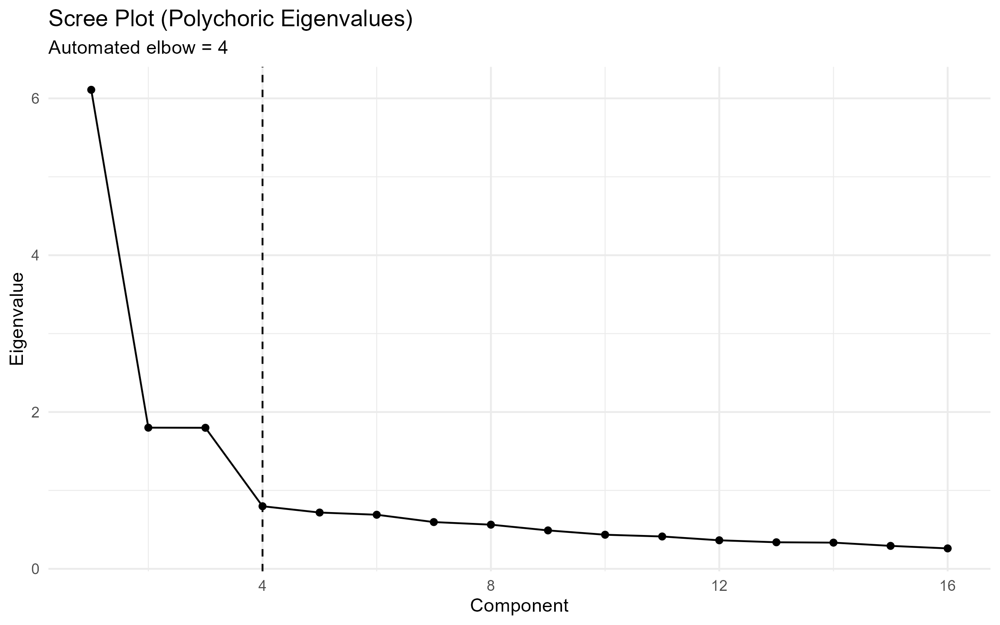 Scree Plot (Polychoric Eigenvalues)
Automated elbow = 4
Eigenvalue
6
4
2
0
4
8
12
16
Component